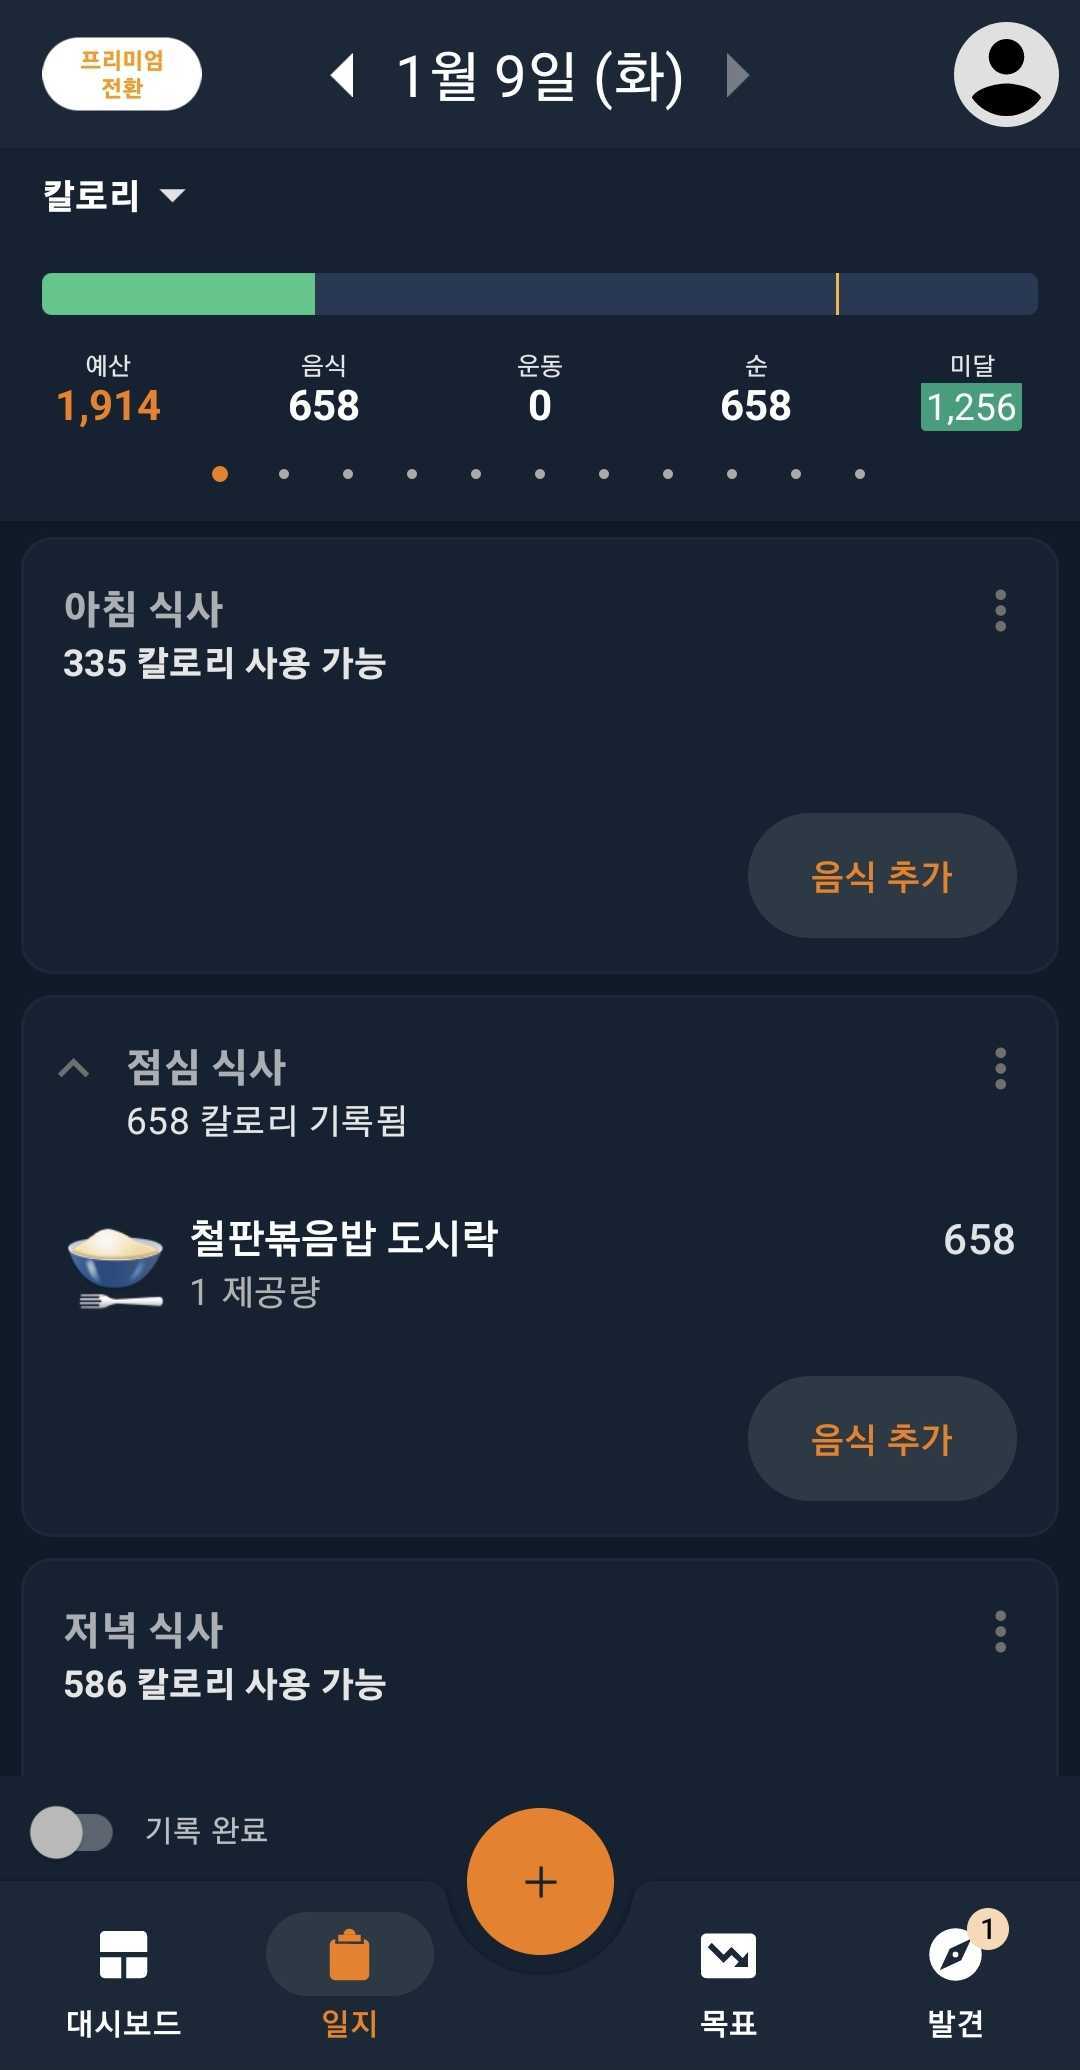 프리미엄
전환
1월 9일 (화)
칼로리
예산 음식 운동 순 미달
1,914 658 0 658 1,256
아침 식사
335 칼로리 사용 가능
음식 추가
점심 식사
658 칼로리 기록됨
철판볶음밥 도시락 658
1 제공량
음식 추가
저녁 식사
586 칼로리 사용 가능
기록 완료
+
1
대시보드 일지 목표 발견